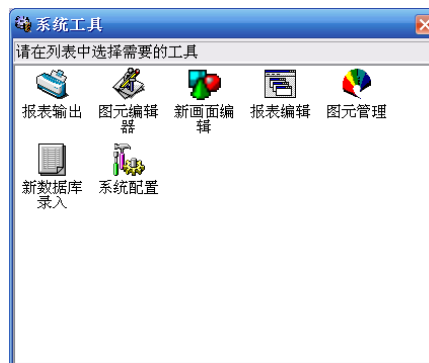 系统工具
请在列表中选择需要的工具
报表输出 图元编辑器 新画面编辑 报表编辑 图元管理
新数据库录入 系统配置